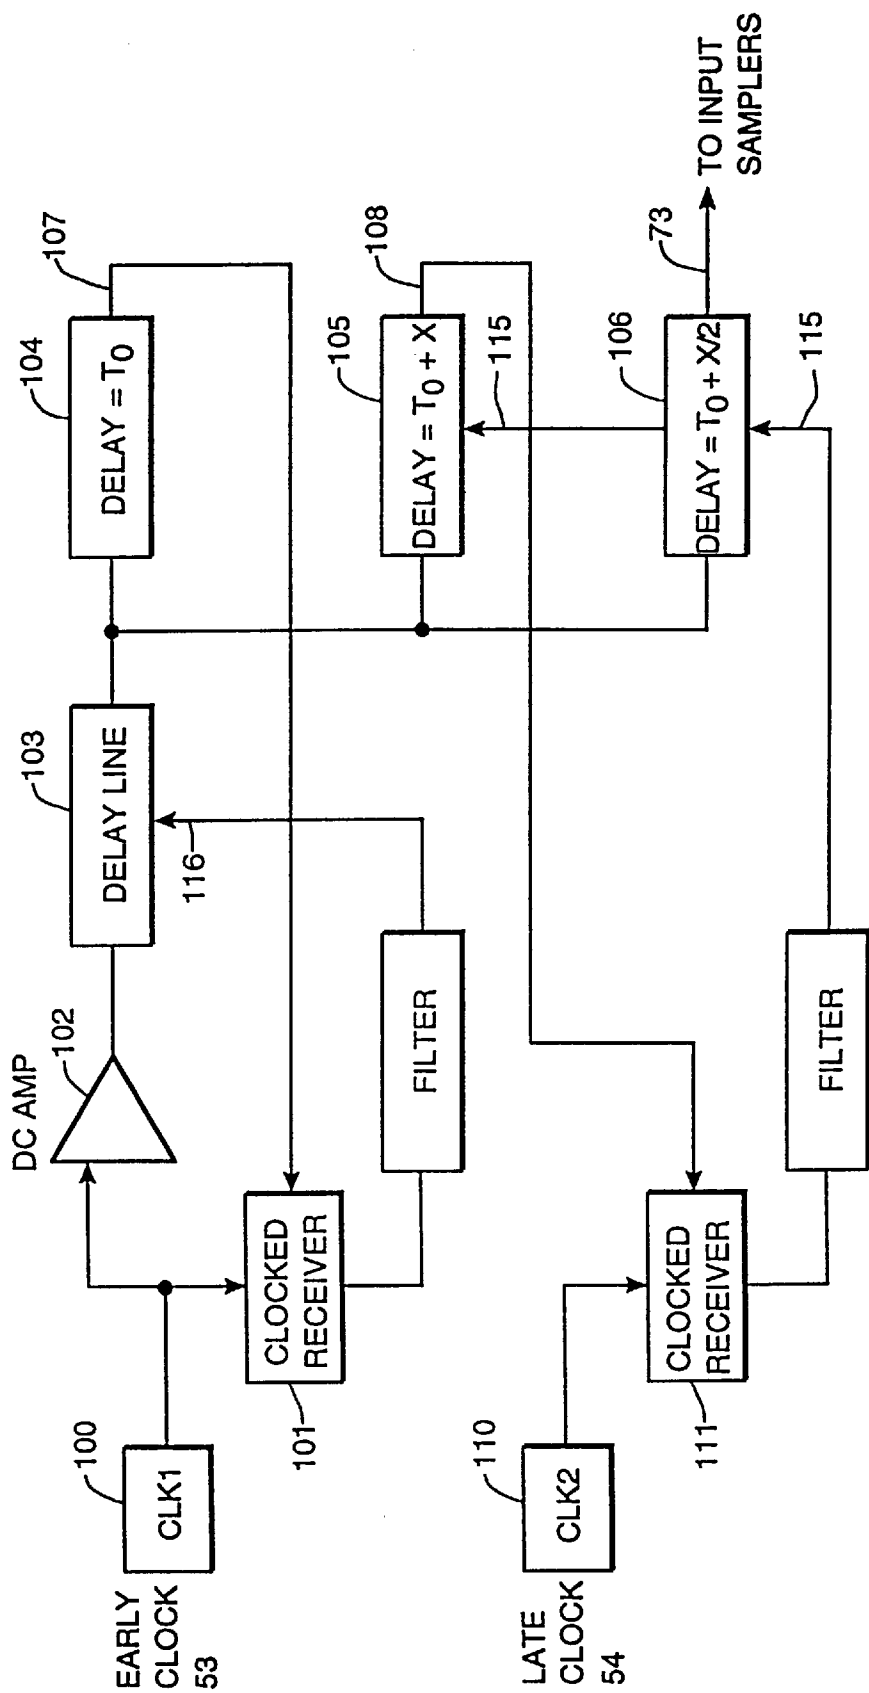 EARLY
CLOCK
53
CLK1
100
DC AMP
102
CLOCKED
RECEIVER
101
DELAY LINE
103
116
FILTER
DELAY = T0
104
107
DELAY = T0 + X
105
108
115
DELAY = T0 + X/2
106
115
73
TO INPUT
SAMPLERS
LATE
CLOCK
54
CLK2
110
CLOCKED
RECEIVER
111
FILTER